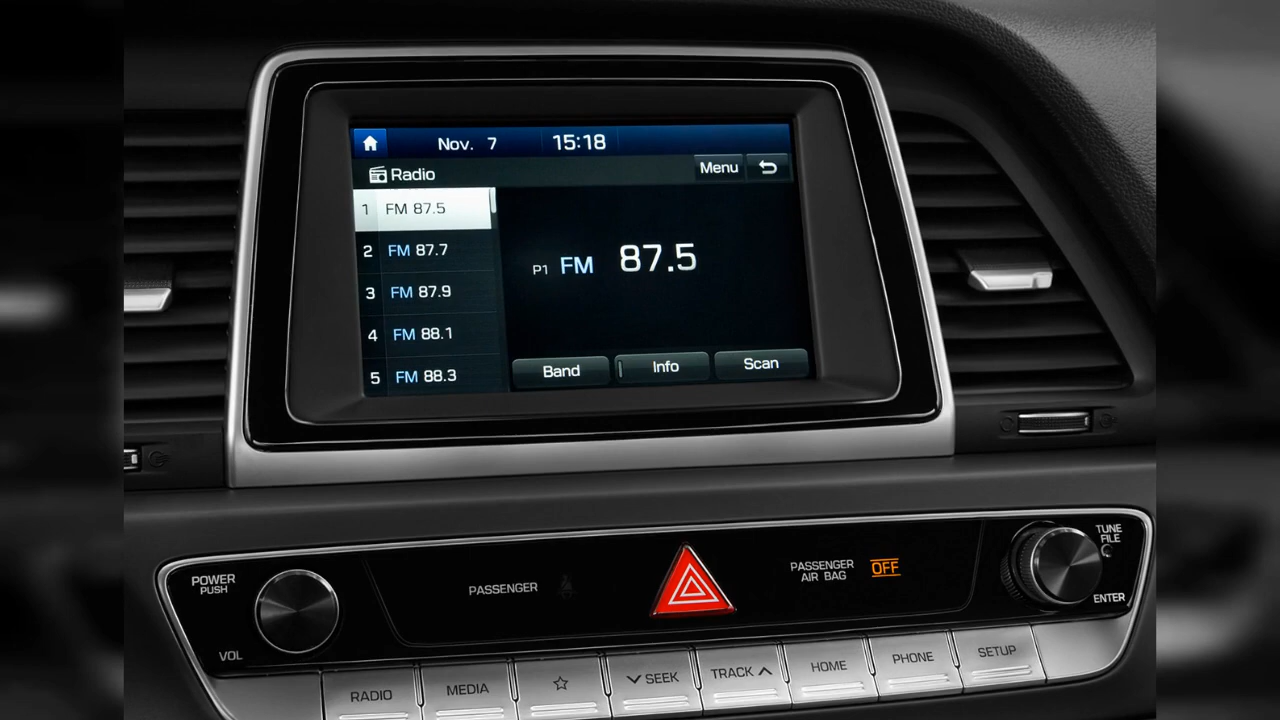 Nov. 7 15:18
Radio Menu
1 FM 87.5
2 FM 87.7
3 FM 87.9
4 FM 88.1
5 FM 88.3
P1 FM 87.5
Band Info Scan
POWER
PUSH
VOL
PASSENGER
PASSENGER
AIR BAG
OFF
TUNE
FILE
ENTER
RADIO MEDIA SEEK TRACK HOME PHONE SETUP